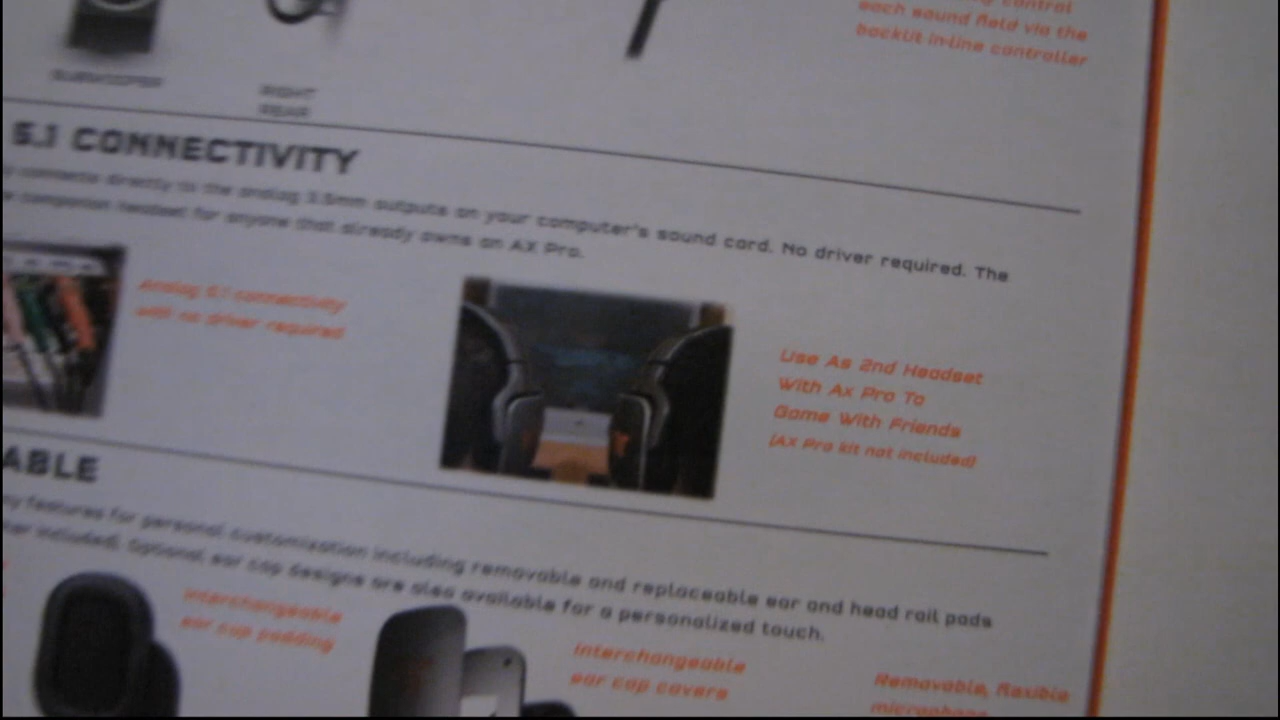 control
each sound field via the
backlit in-line controller
SUBWOOFER
RIGHT
REAR
5.1 CONNECTIVITY
connects directly to the analog 3.5mm outputs on your computer's sound card. No driver required. The
companion headset for anyone that already owns an AX Pro.
Analog 5.1 connectivity
with no driver required
Use As 2nd Headset
With Ax Pro To
Game With Friends
(AX Pro kit not included)
ABLE
features for personal customization including removable and replaceable ear and head rail pads
included. Optional ear cap designs are also available for a personalized touch.
Interchangeable
ear cup padding
Interchangeable
ear cap covers
Removable, flexible
microphone